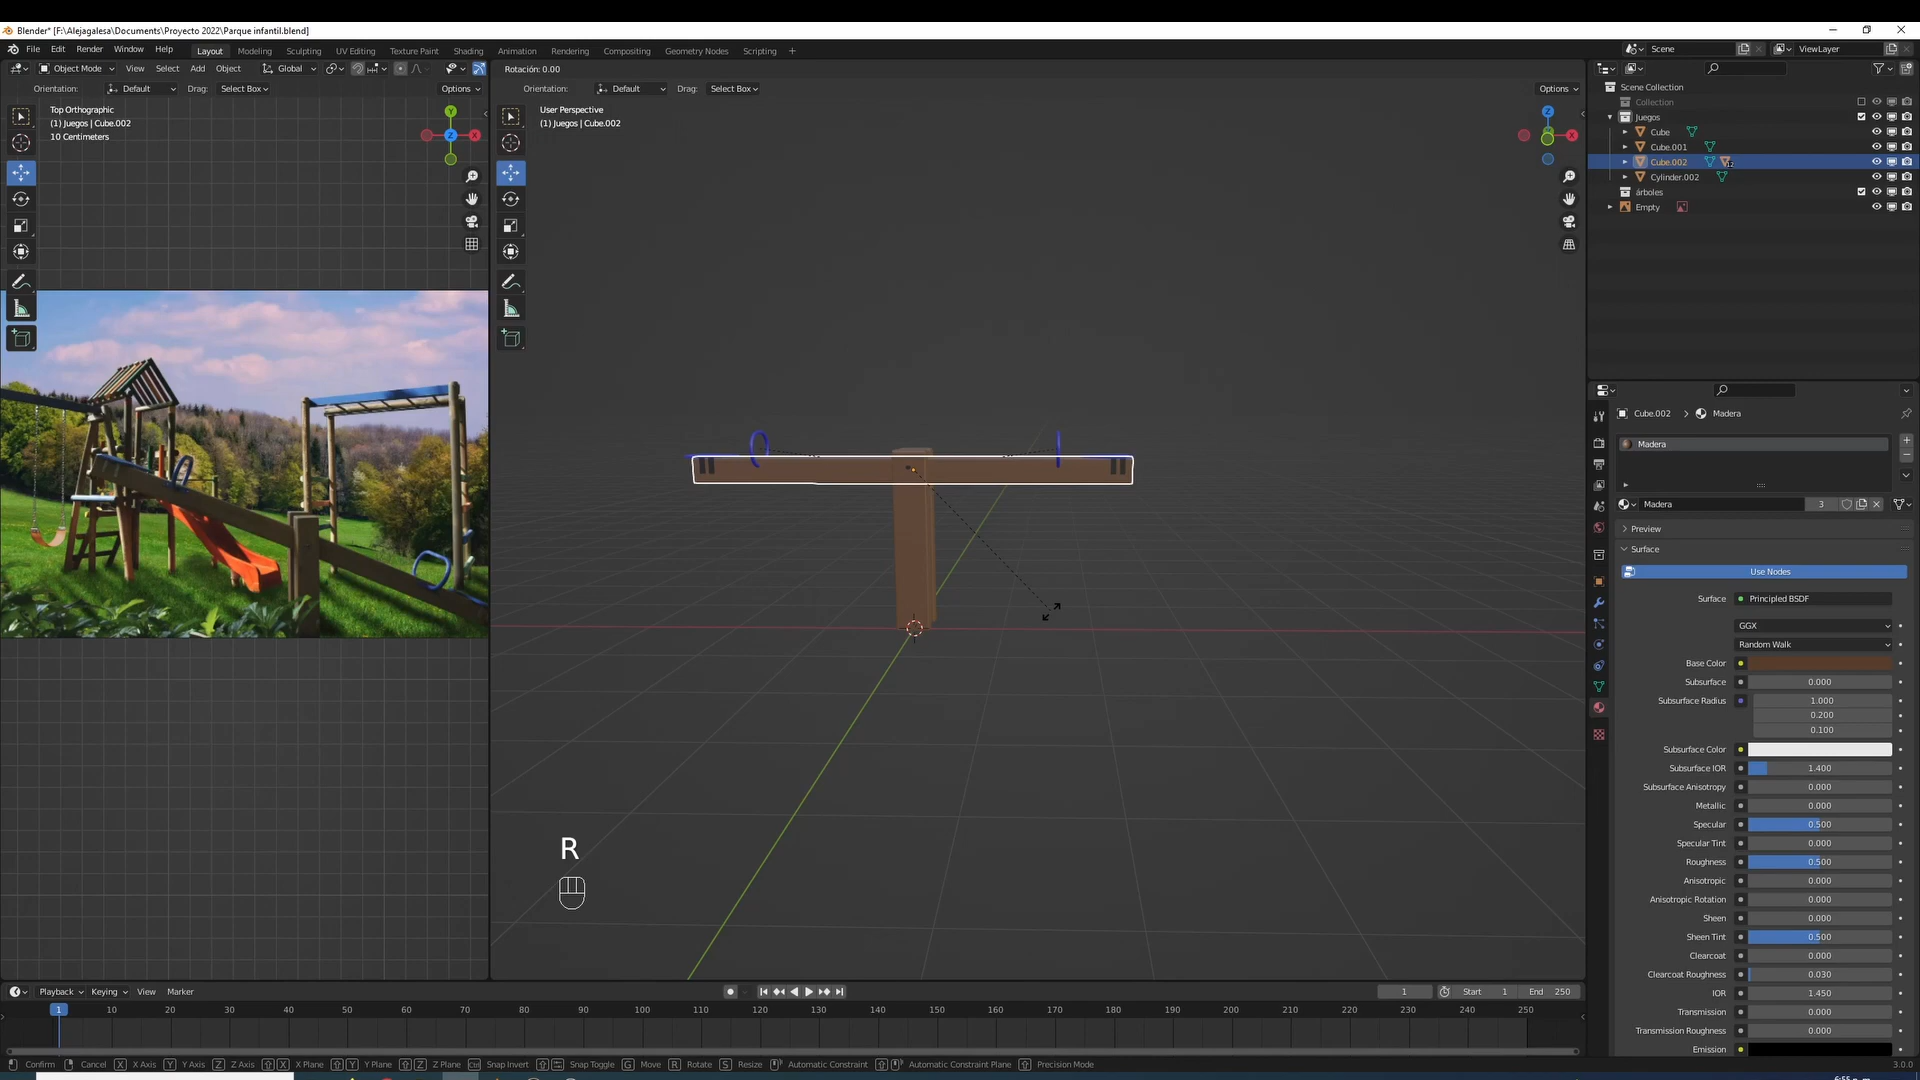 Blender* [F:\Alejagalesa\Documents\Proyecto 2022\Parque infantil.blend]
File Edit Render Window Help Layout Modeling Sculpting UV Editing Texture Paint Shading Animation Rendering Compositing Geometry Nodes Scripting + Scene ViewLayer
Object Mode View Select Add Object Global Rotación: 0.00
Orientation: Default Drag: Select Box Options Orientation: Default Drag: Select Box Options
Top Orthographic
(1) Juegos | Cube.002
10 Centimeters
Y
Z X
User Perspective
(1) Juegos | Cube.002
Z
X
Scene Collection
Collection
Juegos
Cube
Cube.001
Cube.002
Cylinder.002
árboles
Empty
Cube.002 > Madera
Madera
Madera 3
Preview
Surface
Use Nodes
Surface Principled BSDF
GGX
Random Walk
Base Color
Subsurface 0.000
Subsurface Radius 1.000
0.200
0.100
Subsurface Color
Subsurface IOR 1.400
Subsurface Anisotropy 0.000
Metallic 0.000
Specular 0.500
Specular Tint 0.000
Roughness 0.500
Anisotropic 0.000
Anisotropic Rotation 0.000
Sheen 0.000
Sheen Tint 0.500
Clearcoat 0.000
Clearcoat Roughness 0.030
IOR 1.450
Transmission 0.000
Transmission Roughness 0.000
Emission
R
Playback Keying View Marker 1 Start 1 End 250
1 10 20 30 40 50 60 70 80 90 100 110 120 130 140 150 160 170 180 190 200 210 220 230 240 250
Confirm Cancel X X Axis Y Y Axis Z Z Axis X X Plane Y Y Plane Z Z Plane Ctrl Snap Invert Snap Toggle G Move R Rotate S Resize Automatic Constraint Automatic Constraint Plane Precision Mode 3.0.0